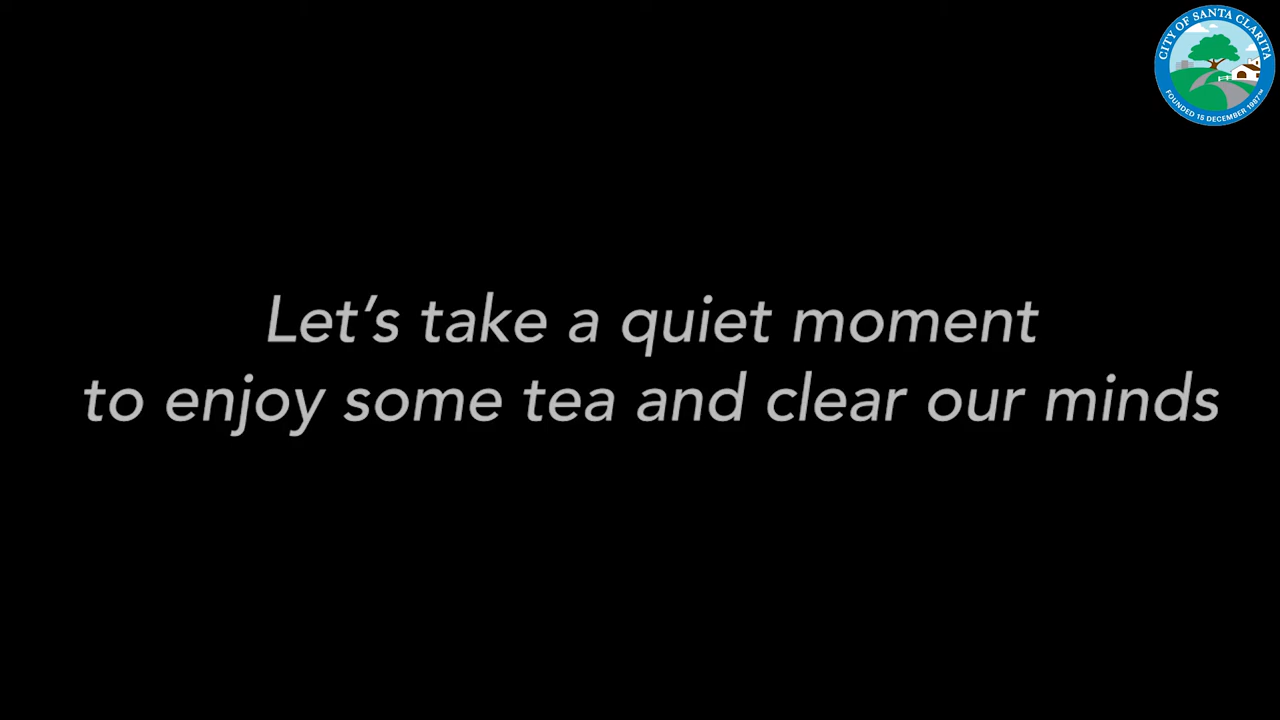 CITY OF SANTA CLARITA
FOUNDED 15 DECEMBER 1987™
Let's take a quiet moment
to enjoy some tea and clear our minds